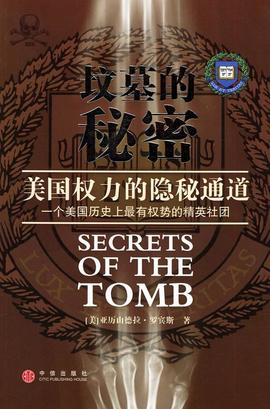 坟墓的
秘密
美国权力的隐秘通道
一个美国历史上最有权势的精英社团
SECRETS
OF THE
TOMB
[美]亚历山德拉·罗宾斯 著
中信出版社
CITIC PUBLISHING HOUSE